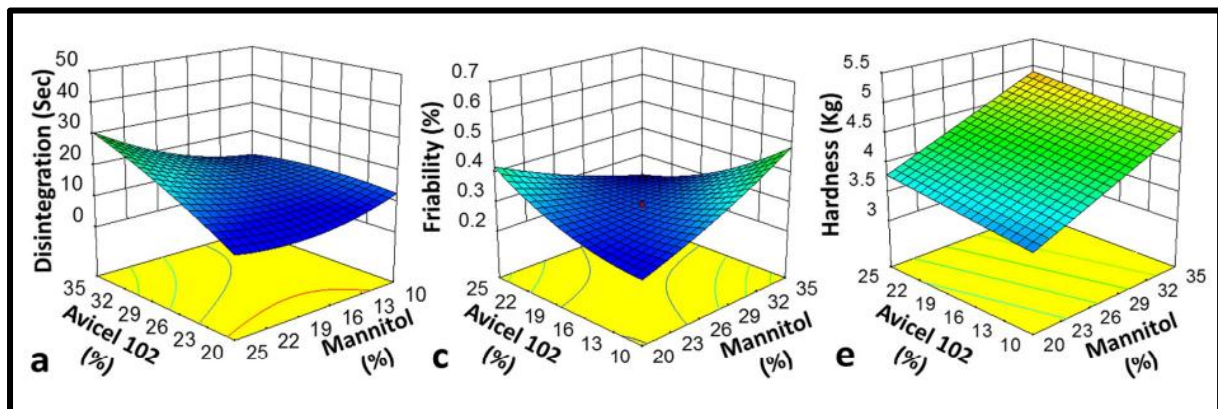 Disintegration (Sec)
50
40
30
20
10
0
35 32 29 26 23 20
Avicel 102
(%)
25 22 19 16 13 10
Mannitol
(%)
a
Friability (%)
0.7
0.6
0.5
0.4
0.3
0.2
25 22 19 16 13 10
Avicel 102
(%)
20 23 26 29 32 35
Mannitol
(%)
c
Hardness (Kg)
5.5
5
4.5
4
3.5
3
25 22 19 16 13 10
Avicel 102
(%)
20 23 26 29 32 35
Mannitol
(%)
e